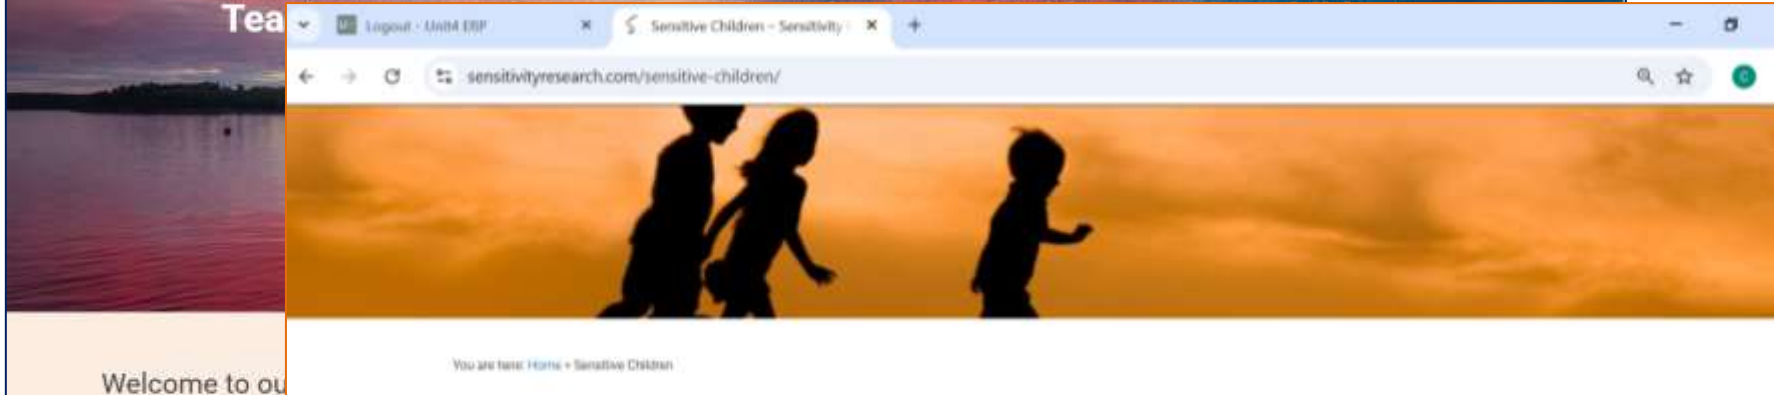 Tea
Logout - Unit4 ERP
Sensitive Children – Sensitivity
sensitivityresearch.com/sensitive-children/
You are here: Home » Sensitive Children
Welcome to ou